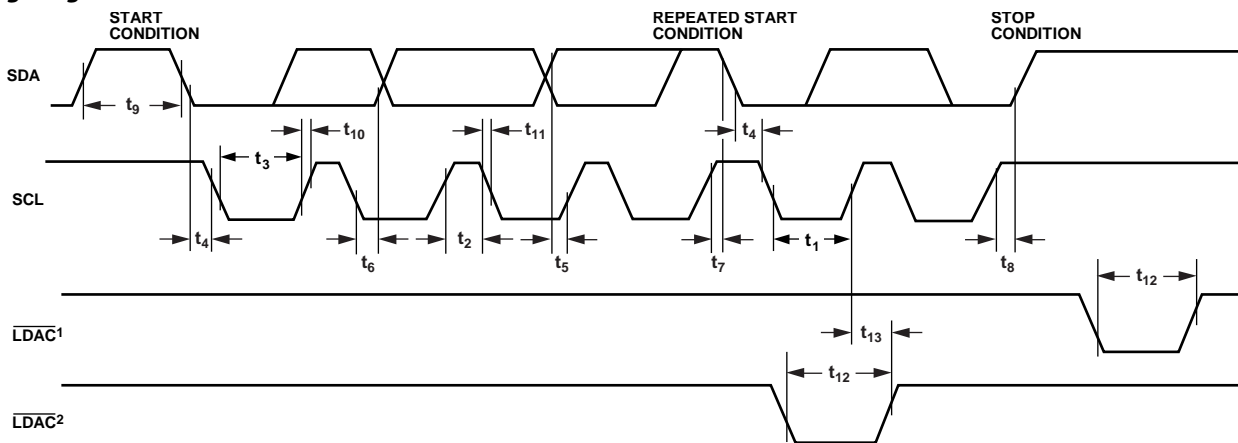 START
CONDITION
REPEATED START
CONDITION
STOP
CONDITION
SDA
t9
t10
t11
t4
t3
SCL
t4
t6
t2
t5
t7
t1
t8
t12
LDAC1
t13
t12
LDAC2